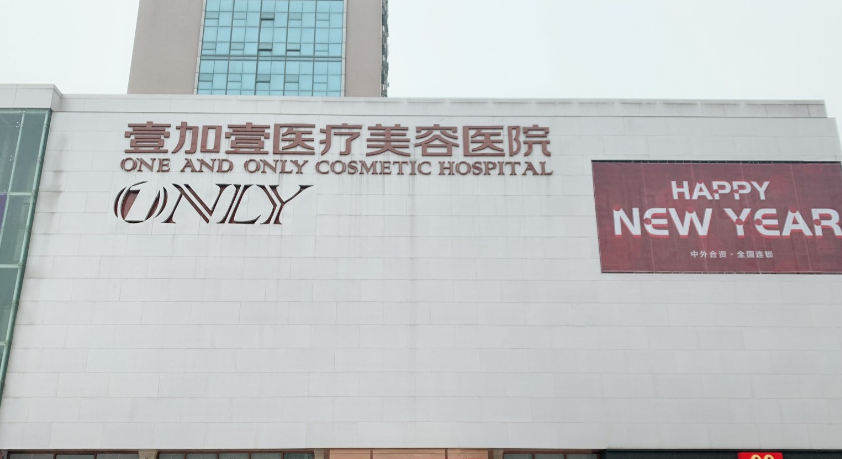 壹加壹医疗美容医院
ONE AND ONLY COSMETIC HOSPITAL
ONLY
HAPPY
NEW YEAR
中外合资·全国连锁